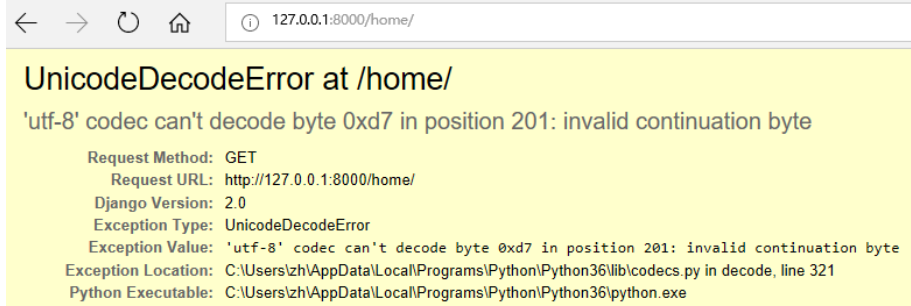 127.0.0.1:8000/home/
UnicodeDecodeError at /home/
'utf-8' codec can't decode byte 0xd7 in position 201: invalid continuation byte
Request Method: GET
Request URL: http://127.0.0.1:8000/home/
Django Version: 2.0
Exception Type: UnicodeDecodeError
Exception Value: 'utf-8' codec can't decode byte 0xd7 in position 201: invalid continuation byte
Exception Location: C:\Users\zh\AppData\Local\Programs\Python\Python36\lib\codecs.py in decode, line 321
Python Executable: C:\Users\zh\AppData\Local\Programs\Python\Python36\python.exe